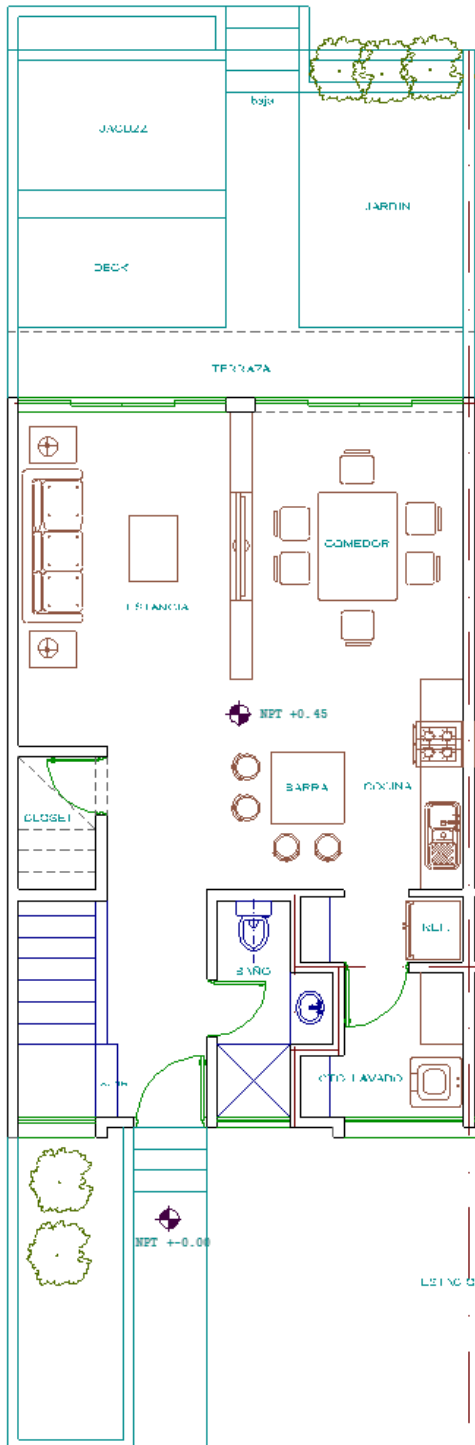 JACUZZ
baja
JARDIN
DECK
TERRAZA
COMEDOR
ESTANCIA
NPT +0.45
BARRA
COCINA
CLOSET
REF.
BAÑO
CTO. LAVADO
NPT +-0.00